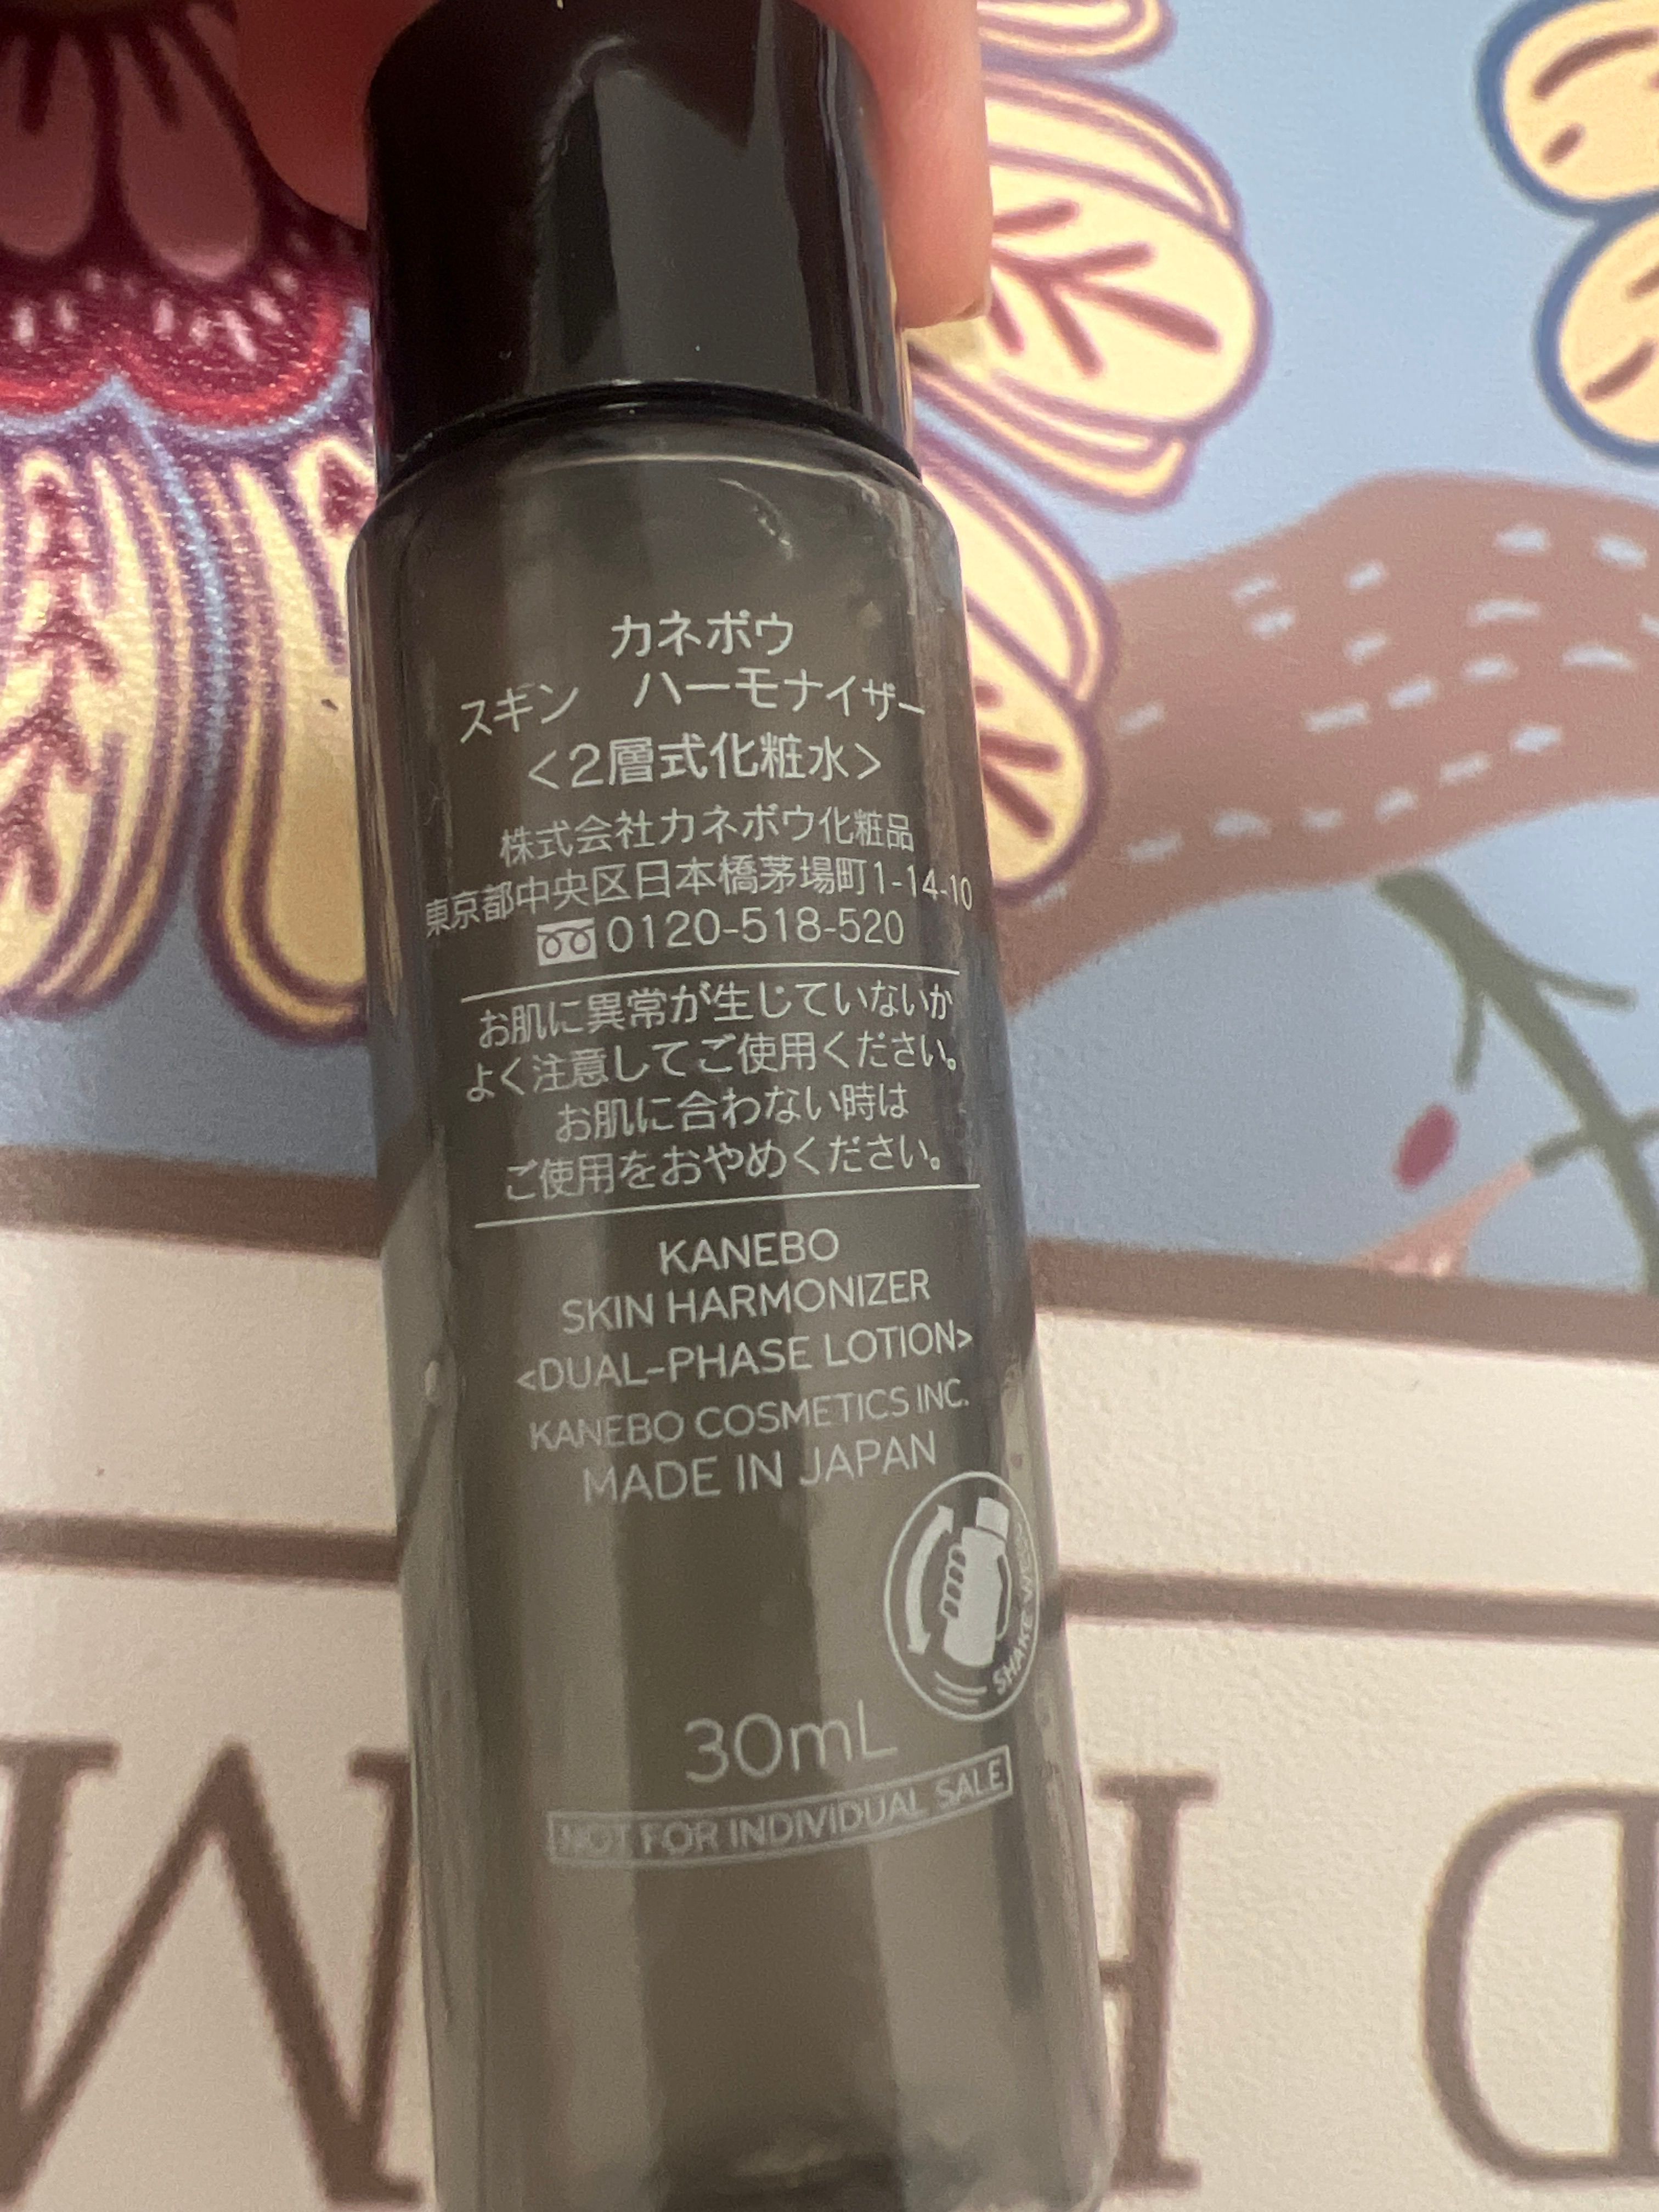 カネボウ
スキン　ハーモナイザー
<2層式化粧水>
株式会社カネボウ化粧品
東京都中央区日本橋茅場町1-14-10
0120-518-520
お肌に異常が生じていないか
よく注意してご使用ください。
お肌に合わない時は
ご使用をおやめください。
KANEBO
SKIN HARMONIZER
<DUAL-PHASE LOTION>
KANEBO COSMETICS INC.
MADE IN JAPAN
SHAKE WELL
30mL
NOT FOR INDIVIDUAL SALE